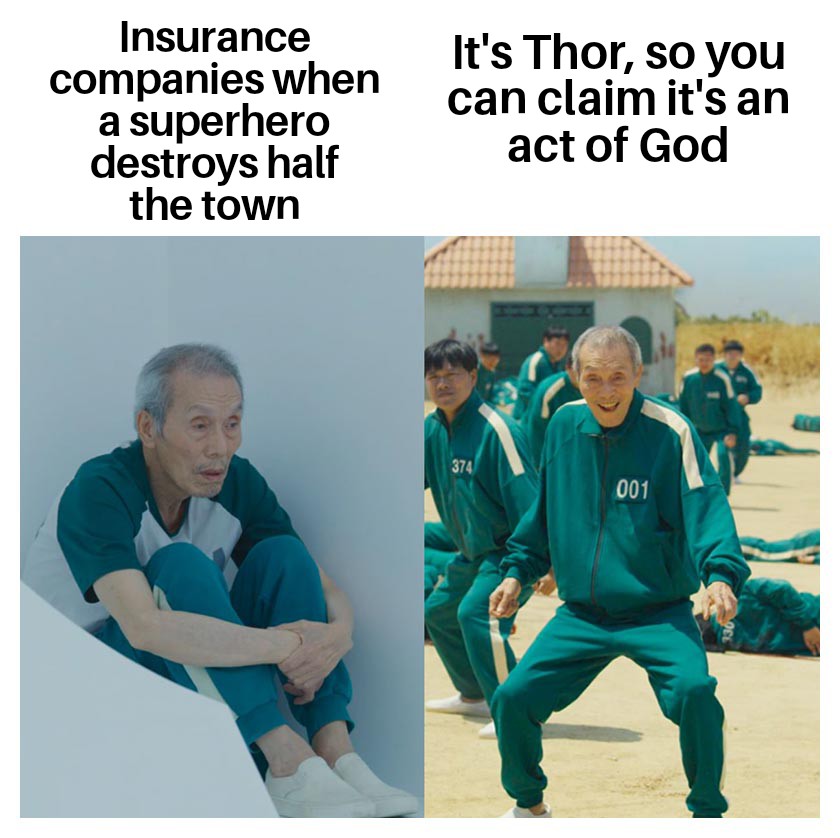 Insurance
companies when
a superhero
destroys half
the town
It's Thor, so you
can claim it's an
act of God
374
001